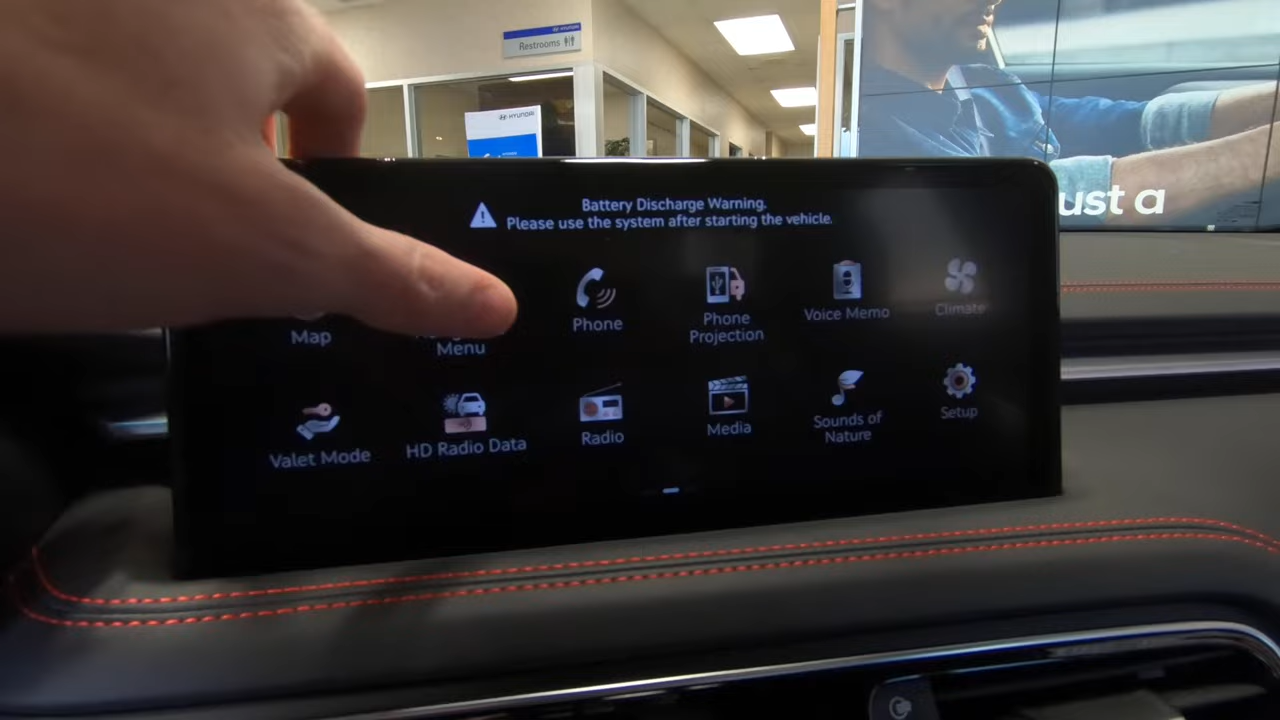 HYUNDAI
Restrooms
HYUNDAI
ust a
Battery Discharge Warning.
Please use the system after starting the vehicle.
Map
Menu
Phone
Phone
Projection
Voice Memo
Climate
Valet Mode
HD Radio Data
Radio
Media
Sounds of
Nature
Setup